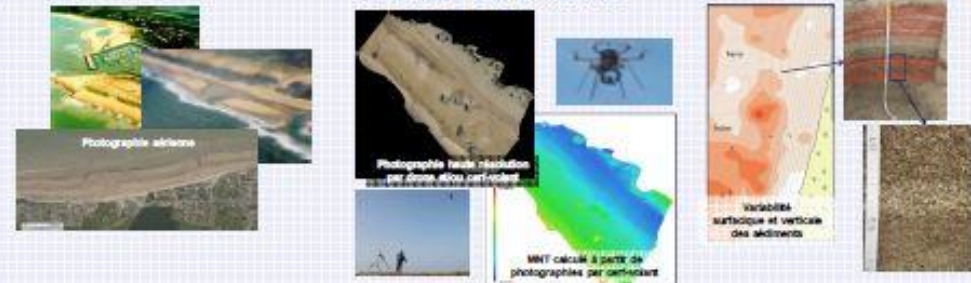 Photographie aérienne
Photographie haute résolution
par drone et/ou cerf-volant
MNT calculé à partir de
photographies par cerf-volant
Variabilité
surfacique et verticale
des sédiments